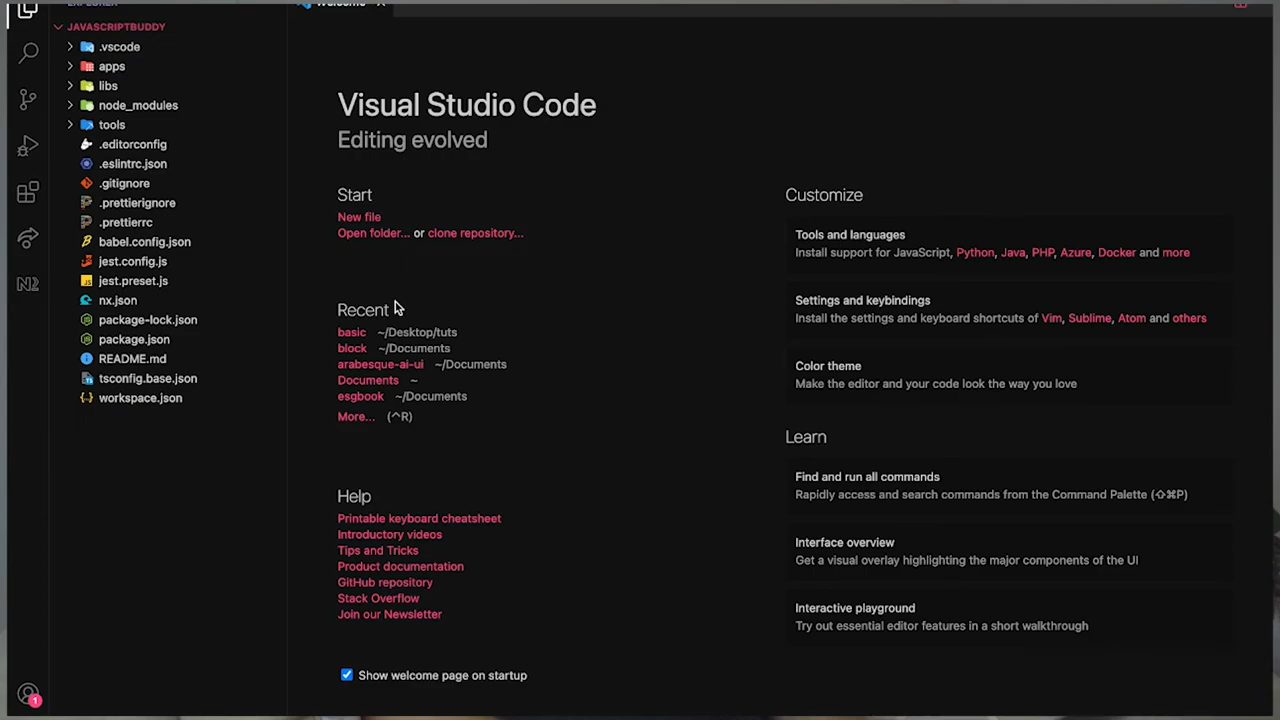 EXPLORER
Welcome
JAVASCRIPTBUDDY
.vscode
apps
libs
node_modules
tools
.editorconfig
.eslintrc.json
.gitignore
.prettierignore
.prettierrc
babel.config.json
jest.config.js
jest.preset.js
nx.json
package-lock.json
package.json
README.md
tsconfig.base.json
workspace.json
1
Visual Studio Code
Editing evolved
Start
New file
Open folder... or clone repository...
Recent
basic ~/Desktop/tuts
block ~/Documents
arabesque-ai-ui ~/Documents
Documents ~
esgbook ~/Documents
More... (^R)
Help
Printable keyboard cheatsheet
Introductory videos
Tips and Tricks
Product documentation
GitHub repository
Stack Overflow
Join our Newsletter
Show welcome page on startup
Customize
Tools and languages
Install support for JavaScript, Python, Java, PHP, Azure, Docker and more
Settings and keybindings
Install the settings and keyboard shortcuts of Vim, Sublime, Atom and others
Color theme
Make the editor and your code look the way you love
Learn
Find and run all commands
Rapidly access and search commands from the Command Palette (⇧⌘P)
Interface overview
Get a visual overlay highlighting the major components of the UI
Interactive playground
Try out essential editor features in a short walkthrough